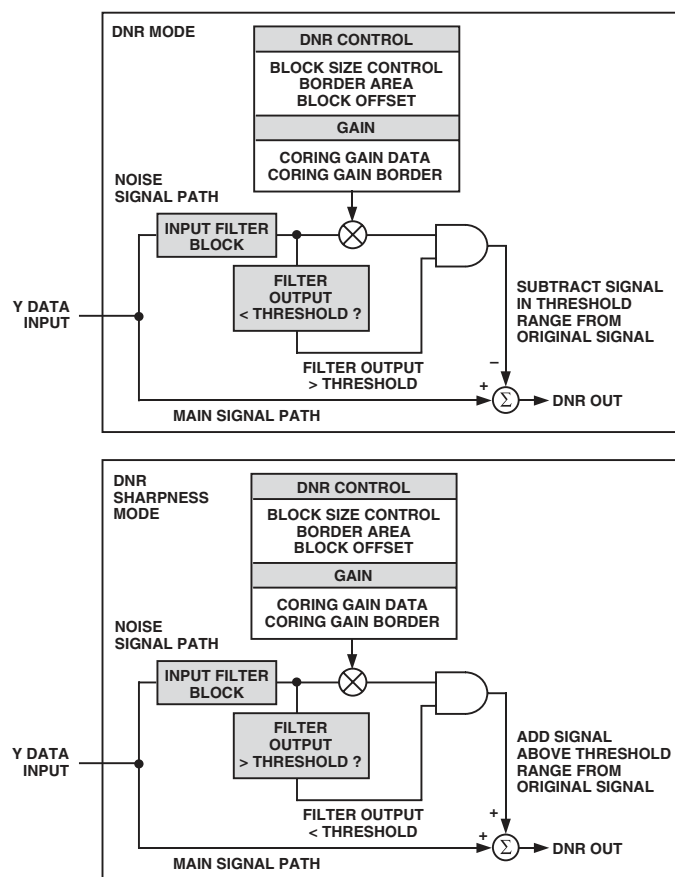 DNR MODE
DNR CONTROL
BLOCK SIZE CONTROL
BORDER AREA
BLOCK OFFSET
GAIN
CORING GAIN DATA
CORING GAIN BORDER
NOISE
SIGNAL PATH
INPUT FILTER
BLOCK
FILTER
OUTPUT
< THRESHOLD ?
Y DATA
INPUT
SUBTRACT SIGNAL
IN THRESHOLD
RANGE FROM
ORIGINAL SIGNAL
FILTER OUTPUT
> THRESHOLD
–
+
Σ
DNR OUT
MAIN SIGNAL PATH
DNR
SHARPNESS
MODE
DNR CONTROL
BLOCK SIZE CONTROL
BORDER AREA
BLOCK OFFSET
GAIN
CORING GAIN DATA
CORING GAIN BORDER
NOISE
SIGNAL PATH
INPUT FILTER
BLOCK
FILTER
OUTPUT
> THRESHOLD ?
Y DATA
INPUT
ADD SIGNAL
ABOVE THRESHOLD
RANGE FROM
ORIGINAL SIGNAL
FILTER OUTPUT
< THRESHOLD
+
+
Σ
DNR OUT
MAIN SIGNAL PATH